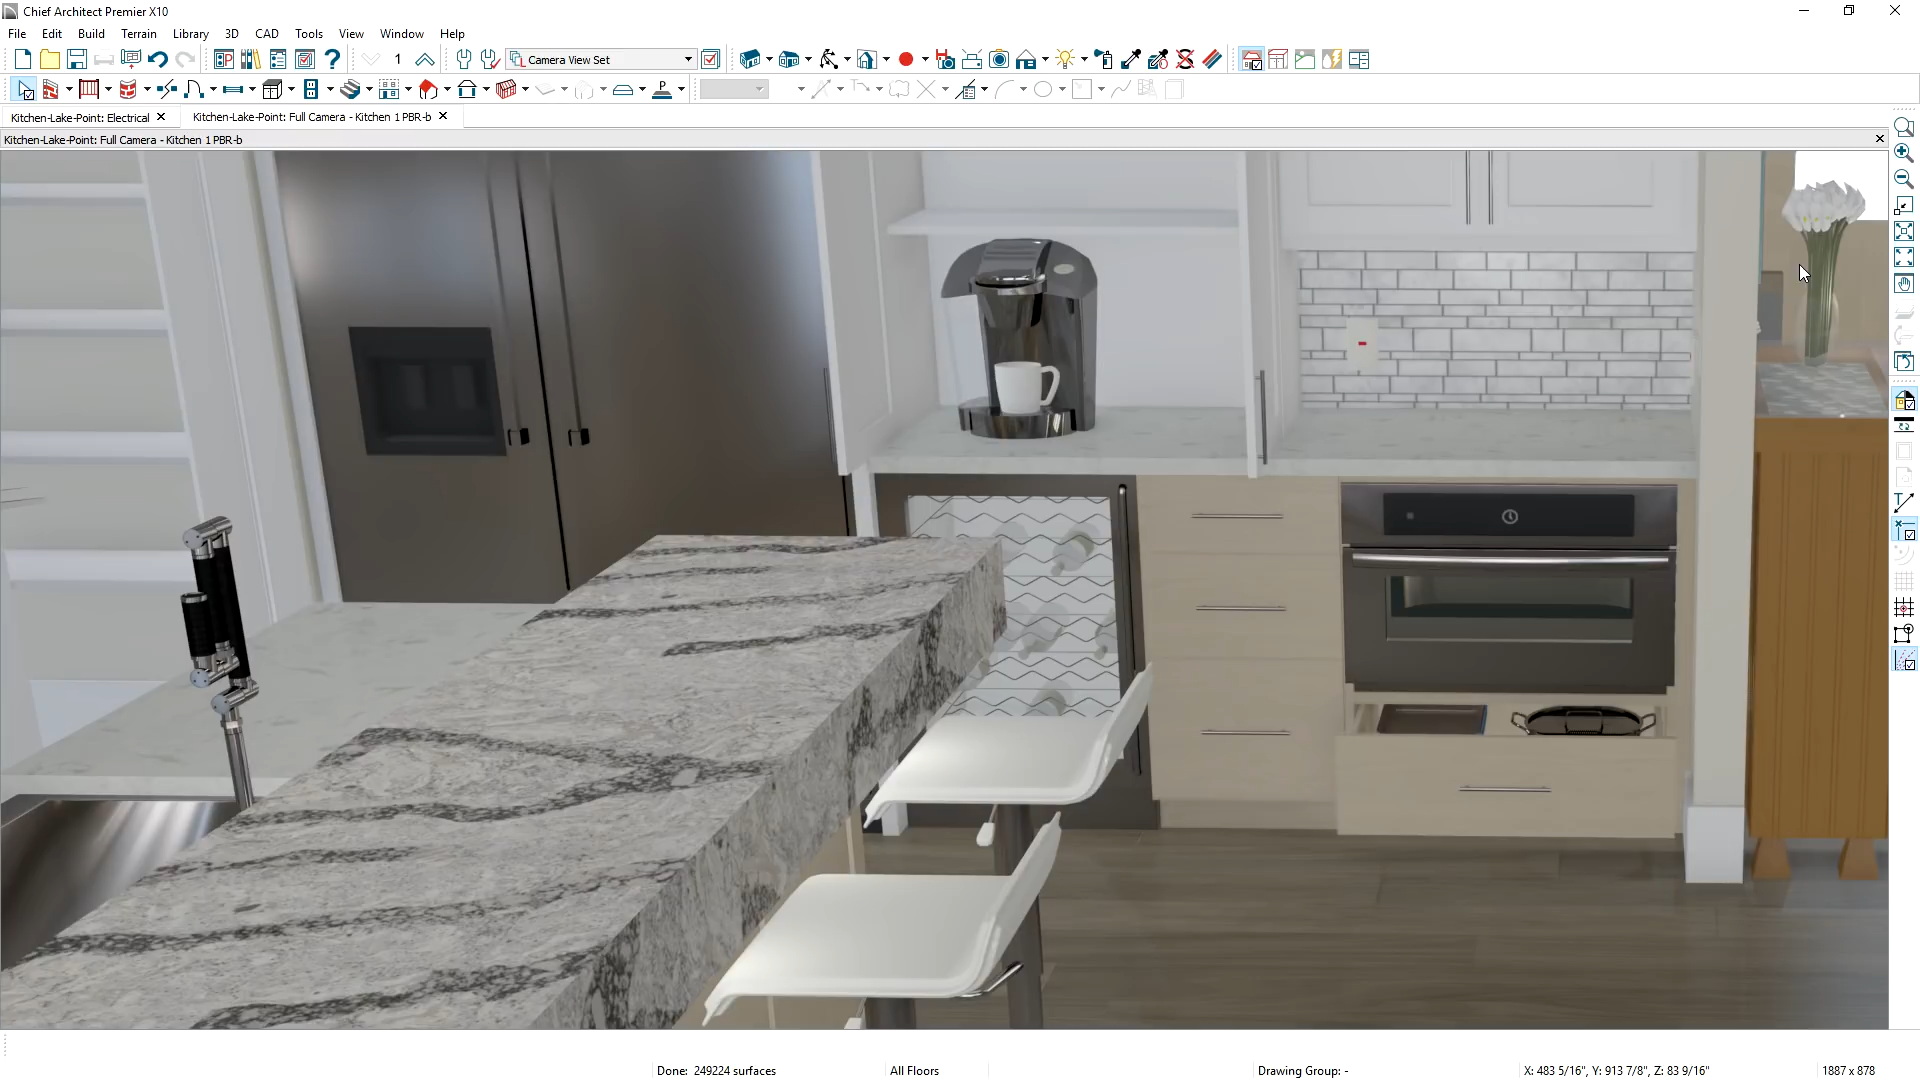 Chief Architect Premier X10
File Edit Build Terrain Library 3D CAD Tools View Window Help
1 Camera View Set
P
Kitchen-Lake-Point: Electrical Kitchen-Lake-Point: Full Camera - Kitchen 1 PBR-b
Kitchen-Lake-Point: Full Camera - Kitchen 1 PBR-b
Done: 249224 surfaces All Floors Drawing Group: - X: 483 5/16", Y: 913 7/8", Z: 83 9/16" 1887 x 878